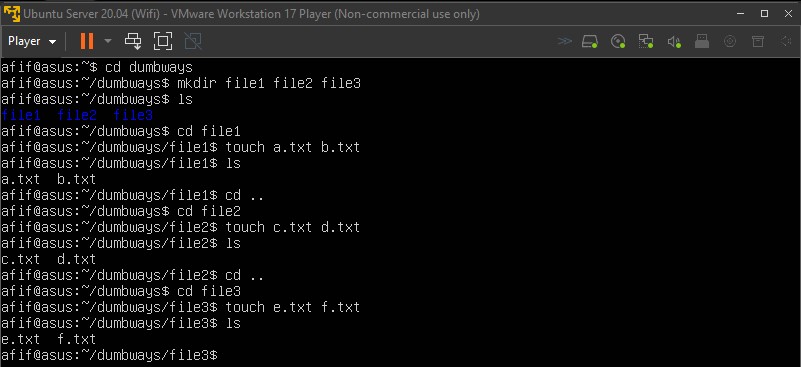 Ubuntu Server 20.04 (Wifi) - VMware Workstation 17 Player (Non-commercial use only)
Player
afif@asus:~$ cd dumbways
afif@asus:~/dumbways$ mkdir file1 file2 file3
afif@asus:~/dumbways$ ls
file1  file2  file3
afif@asus:~/dumbways$ cd file1
afif@asus:~/dumbways/file1$ touch a.txt b.txt
afif@asus:~/dumbways/file1$ ls
a.txt  b.txt
afif@asus:~/dumbways/file1$ cd ..
afif@asus:~/dumbways$ cd file2
afif@asus:~/dumbways/file2$ touch c.txt d.txt
afif@asus:~/dumbways/file2$ ls
c.txt  d.txt
afif@asus:~/dumbways/file2$ cd ..
afif@asus:~/dumbways$ cd file3
afif@asus:~/dumbways/file3$ touch e.txt f.txt
afif@asus:~/dumbways/file3$ ls
e.txt  f.txt
afif@asus:~/dumbways/file3$